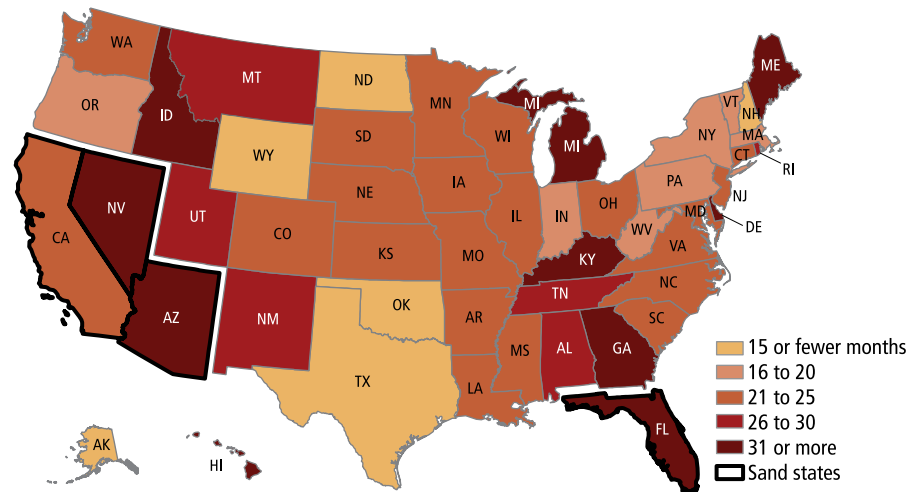 WA
MT
ND
MN
ME
MI
VT
NH
OR
ID
SD
WI
NY
MA
WY
MI
CT
RI
NE
IA
PA
NJ
NV
UT
IL
IN
OH
MD
DE
CA
CO
WV
VA
KS
MO
KY
AZ
NM
OK
TN
NC
AR
SC
MS
AL
GA
TX
LA
AK
HI
FL
15 or fewer months
16 to 20
21 to 25
26 to 30
31 or more
Sand states